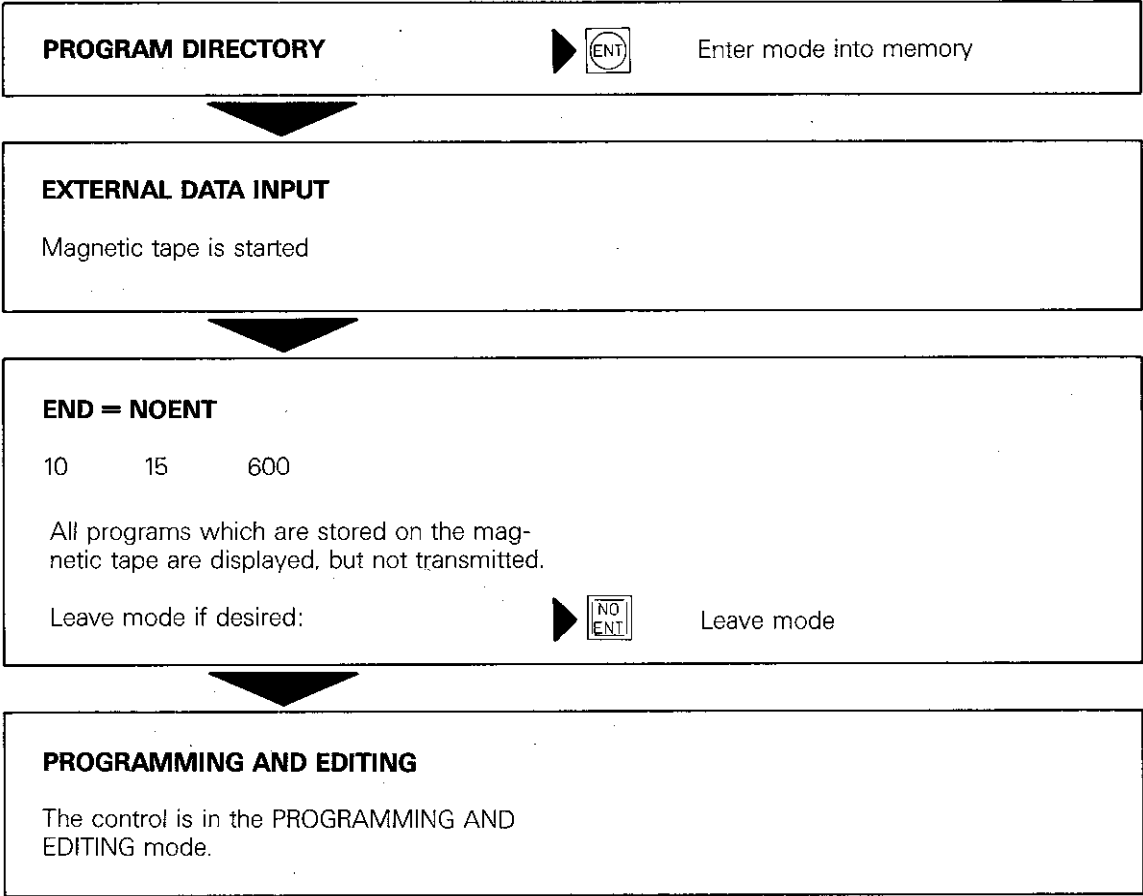 PROGRAM DIRECTORY ENT Enter mode into memory
EXTERNAL DATA INPUT
Magnetic tape is started
END = NOENT
10 15 600
All programs which are stored on the mag-
netic tape are displayed, but not transmitted.
Leave mode if desired: NO ENT Leave mode
PROGRAMMING AND EDITING
The control is in the PROGRAMMING AND
EDITING mode.